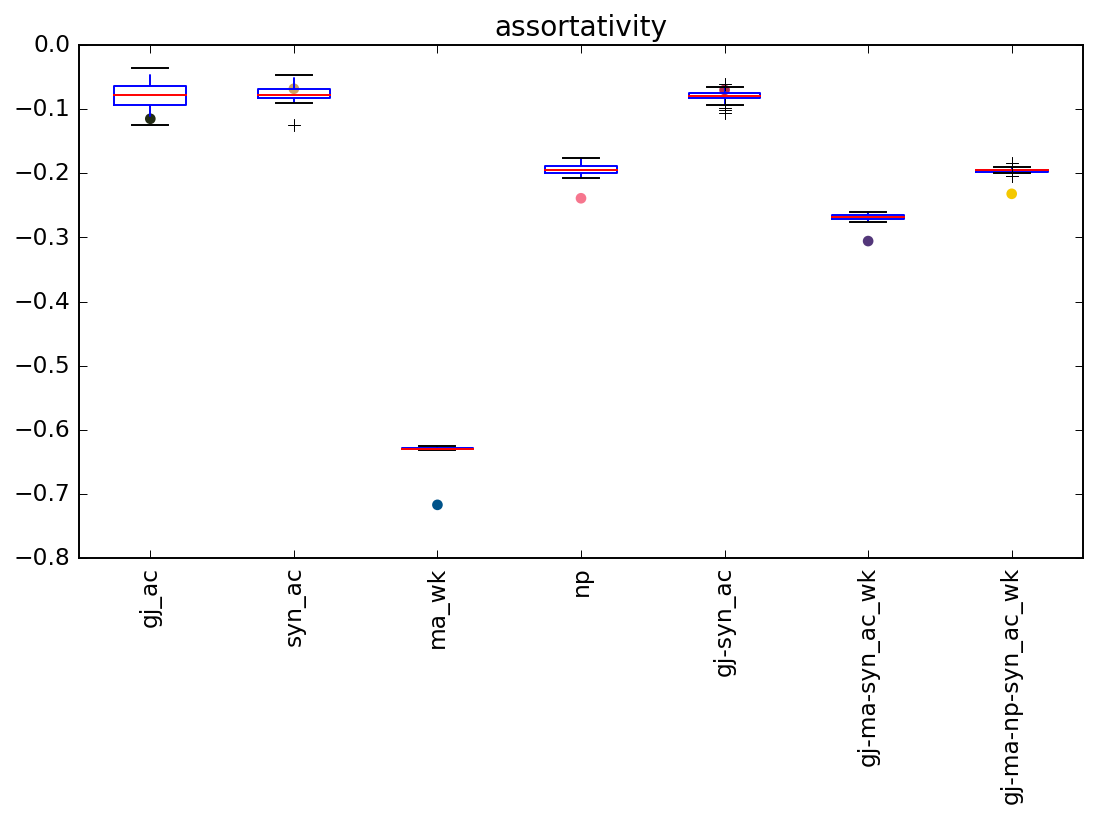 assortativity
0.0
−0.1
−0.2
−0.3
−0.4
−0.5
−0.6
−0.7
−0.8
gj_ac
syn_ac
ma_wk
np
gj-syn_ac
gj-ma-syn_ac_wk
gj-ma-np-syn_ac_wk